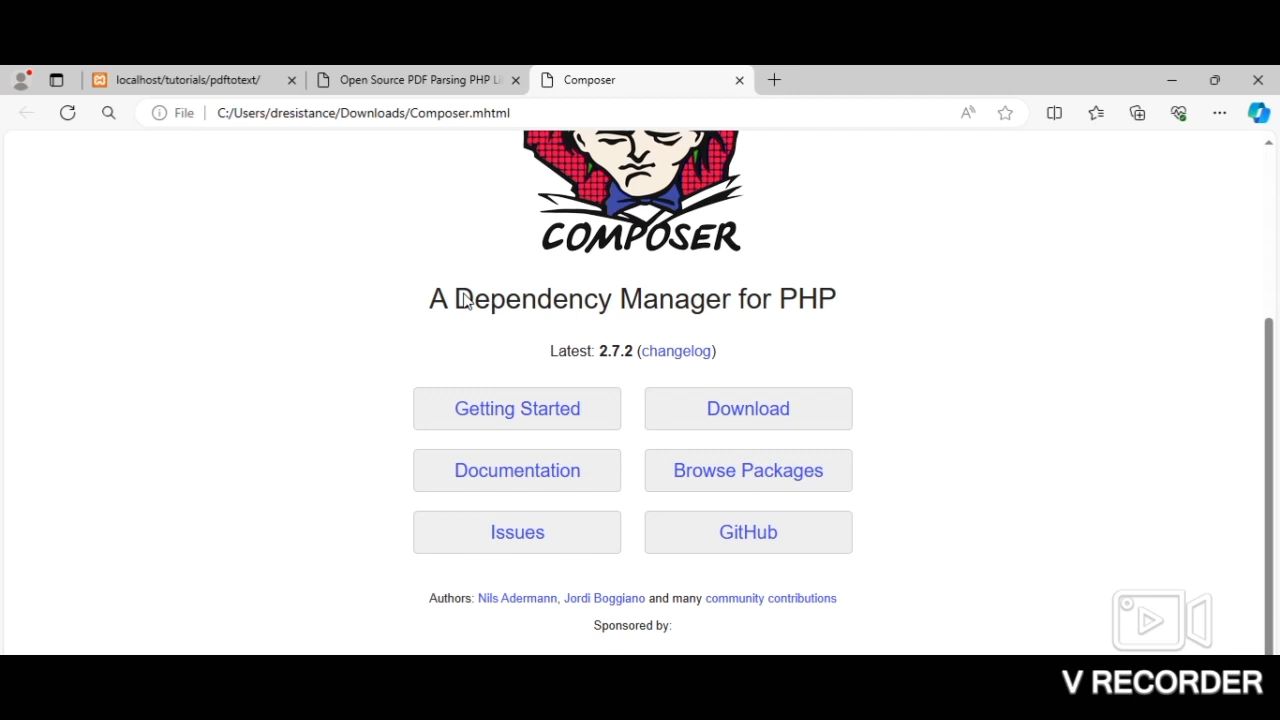 localhost/tutorials/pdftotext/
Open Source PDF Parsing PHP Li
Composer
File
C:/Users/dresistance/Downloads/Composer.mhtml
COMPOSER
A Dependency Manager for PHP
Latest: 2.7.2 (changelog)
Getting Started
Download
Documentation
Browse Packages
Issues
GitHub
Authors: Nils Adermann, Jordi Boggiano and many community contributions
Sponsored by:
V RECORDER